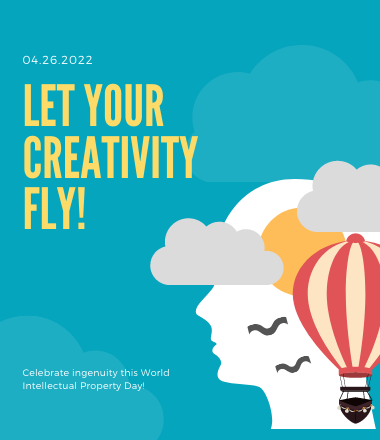 04.26.2022
LET YOUR
CREATIVITY
FLY!
Celebrate ingenuity this World
Intellectual Property Day!